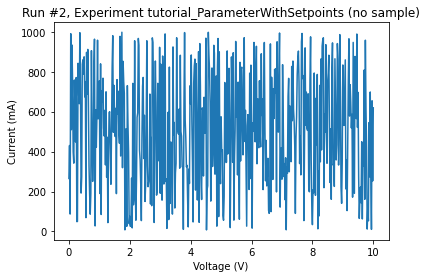 Run #2, Experiment tutorial_ParameterWithSetpoints (no sample)
1000
800
600
400
200
0
Current (mA)
0 2 4 6 8 10
Voltage (V)